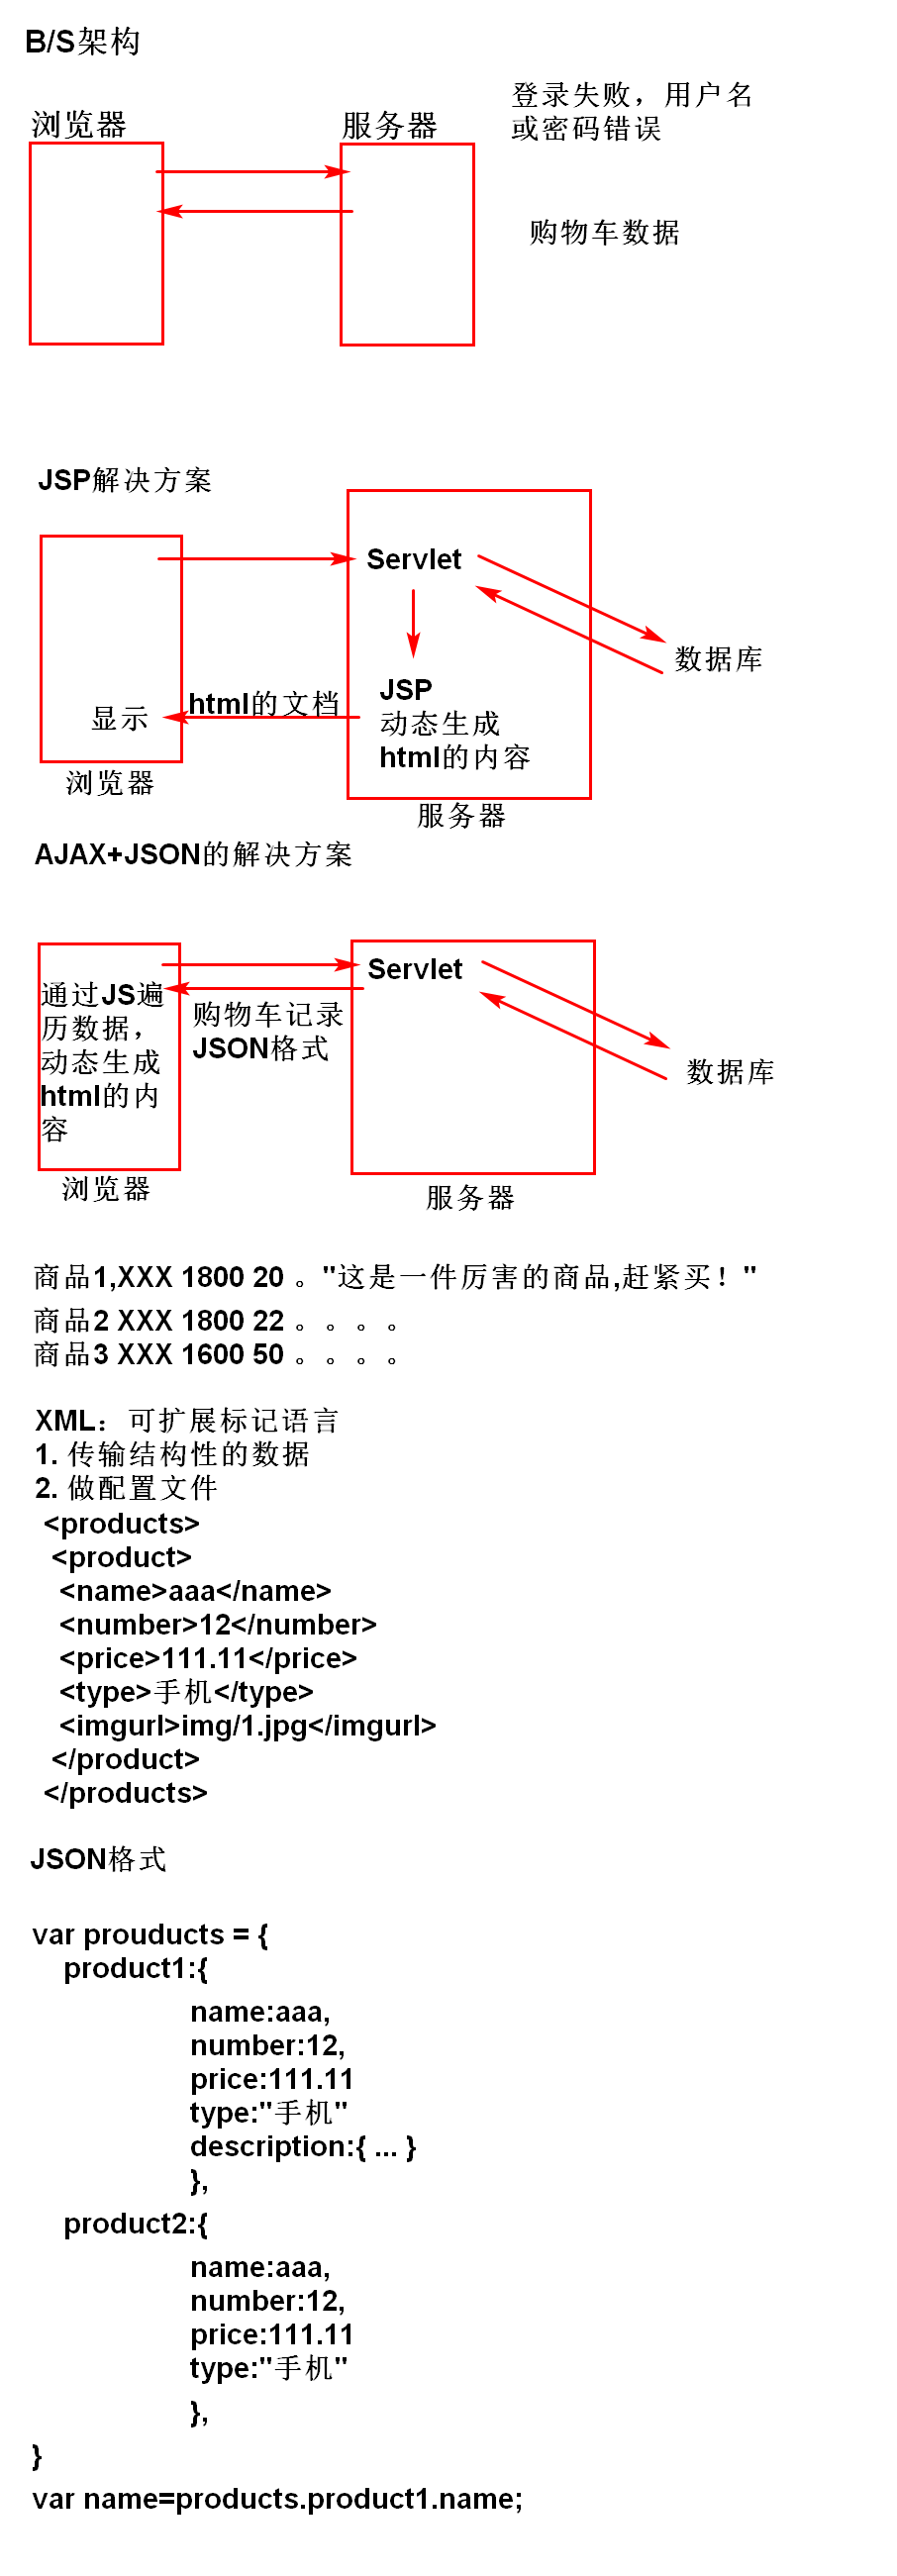 B/S架构
浏览器
服务器
登录失败，用户名
或密码错误
购物车数据
JSP解决方案
Servlet
数据库
html的文档
显示
JSP
动态生成
html的内容
浏览器
服务器
AJAX+JSON的解决方案
Servlet
通过JS遍
历数据，
动态生成
html的内
容
购物车记录
JSON格式
数据库
浏览器
服务器
商品1,XXX 1800 20 。"这是一件厉害的商品,赶紧买！"
商品2 XXX 1800 22 。。。。
商品3 XXX 1600 50 。。。。
XML：可扩展标记语言
1. 传输结构性的数据
2. 做配置文件
<products>
<product>
<name>aaa</name>
<number>12</number>
<price>111.11</price>
<type>手机</type>
<imgurl>img/1.jpg</imgurl>
</product>
</products>
JSON格式
var prouducts = {
product1:{
name:aaa,
number:12,
price:111.11
type:"手机"
description:{ ... }
},
product2:{
name:aaa,
number:12,
price:111.11
type:"手机"
},
}
var name=products.product1.name;